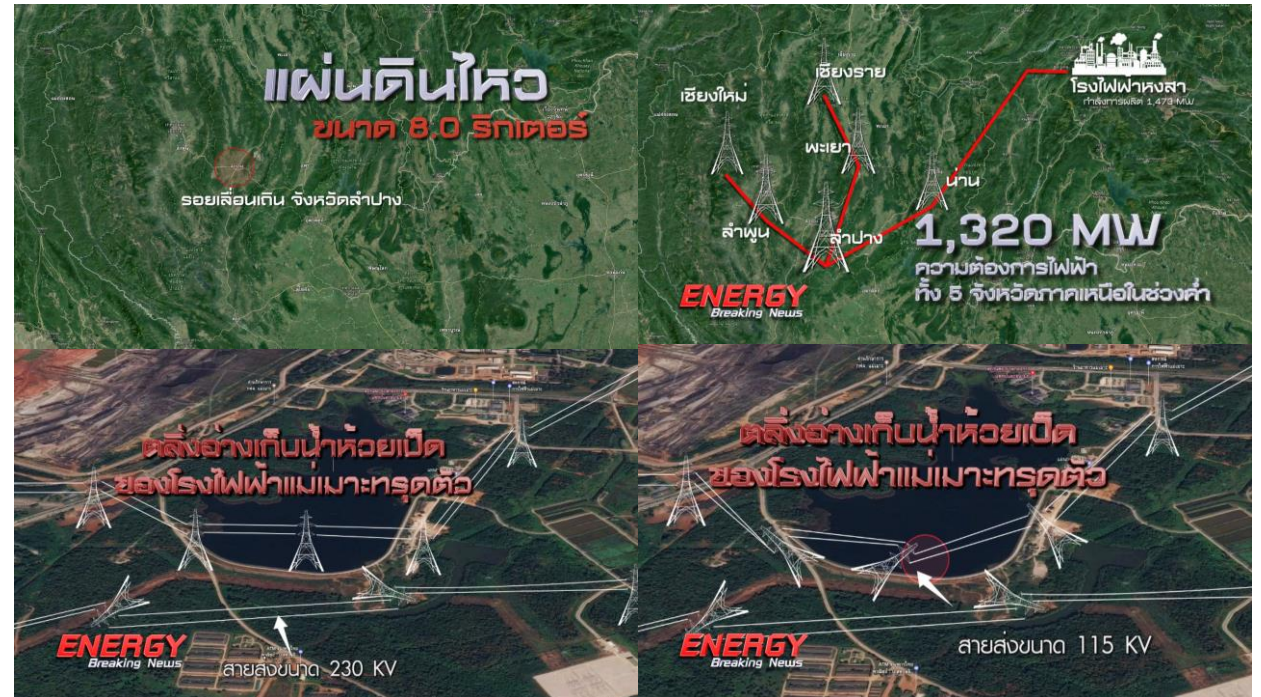 แผ่นดินไหว
ขนาด 8.0 ริกเตอร์
รอยเลื่อนเถิน จังหวัดลำปาง
เชียงใหม่
เชียงราย
โรงไฟฟ้าหงสา
กำลังการผลิต 1,473 MW
พะเยา
น่าน
ลำพูน
ลำปาง
1,320 MW
ความต้องการไฟฟ้า
ทั้ง 5 จังหวัดภาคเหนือในช่วงค่ำ
ENERGY
Breaking News
ตลิ่งอ่างเก็บน้ำห้วยเป็ด
ของโรงไฟฟ้าแม่เมาะทรุดตัว
ENERGY
Breaking News
สายส่งขนาด 230 KV
ตลิ่งอ่างเก็บน้ำห้วยเป็ด
ของโรงไฟฟ้าแม่เมาะทรุดตัว
ENERGY
Breaking News
สายส่งขนาด 115 KV